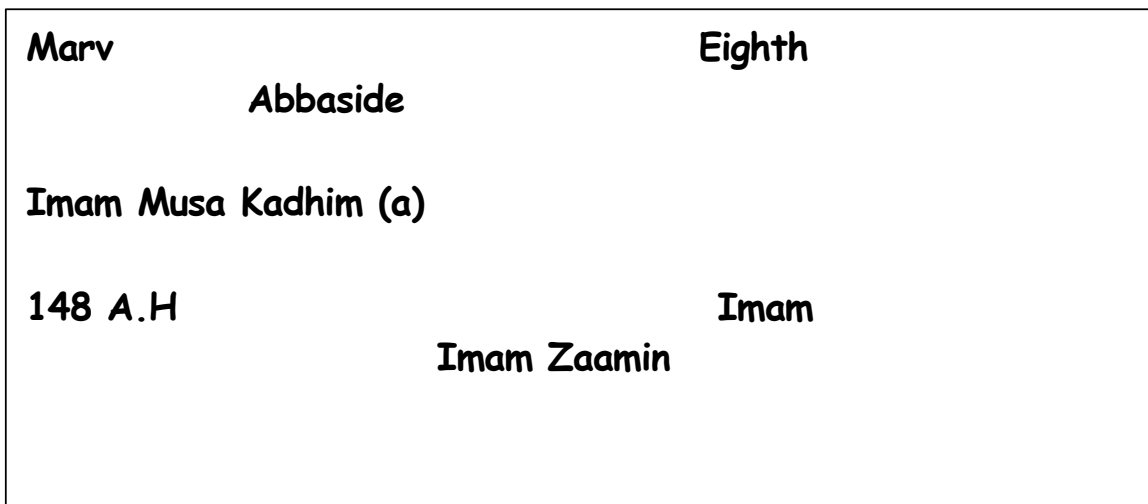 Marv Eighth
Abbaside
Imam Musa Kadhim (a)
148 A.H Imam
Imam Zaamin